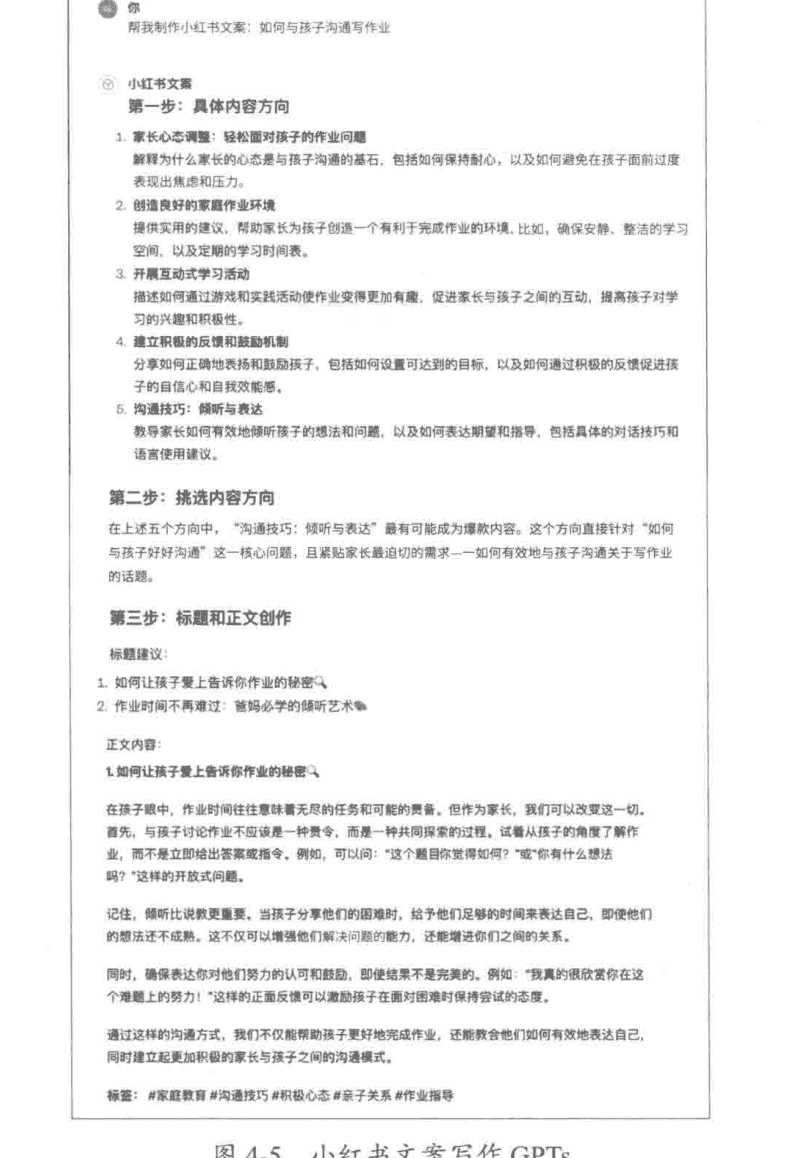 你
帮我制作小红书文案：如何与孩子沟通写作业
小红书文案
第一步：具体内容方向
1. 家长心态调整：轻松面对孩子的作业问题
解释为什么家长的心态是与孩子沟通的基石，包括如何保持耐心，以及如何避免在孩子面前过度
表现出焦虑和压力。
2. 创造良好的家庭作业环境
提供实用的建议，帮助家长为孩子创造一个有利于完成作业的环境，比如，确保安静、整洁的学习
空间，以及定期的学习时间表。
3. 开展互动式学习活动
描述如何通过游戏和实践活动使作业变得更加有趣，促进家长与孩子之间的互动，提高孩子对学
习的兴趣和积极性。
4. 建立积极的反馈和鼓励机制
分享如何正确地表扬和鼓励孩子，包括如何设置可达到的目标，以及如何通过积极的反馈促进孩
子的自信心和自我效能感。
5. 沟通技巧：倾听与表达
教导家长如何有效地倾听孩子的想法和问题，以及如何表达期望和指导，包括具体的对话技巧和
语言使用建议。
第二步：挑选内容方向
在上述五个方向中，“沟通技巧：倾听与表达”最有可能成为爆款内容。这个方向直接针对“如何
与孩子好好沟通”这一核心问题，且紧贴家长最迫切的需求——如何有效地与孩子沟通关于写作业
的话题。
第三步：标题和正文创作
标题建议：
1. 如何让孩子爱上告诉你作业的秘密🔍
2. 作业时间不再难过：爸妈必学的倾听艺术
正文内容：
1. 如何让孩子爱上告诉你作业的秘密🔍
在孩子眼中，作业时间往往意味着无尽的任务和可能的责备。但作为家长，我们可以改变这一切。
首先，与孩子讨论作业不应该是一种责令，而是一种共同探索的过程。试着从孩子的角度了解作
业，而不是立即给出答案或指令。例如，可以问：“这个题目你觉得如何？”或“你有什么想法
吗？”这样的开放式问题。
记住，倾听比说教更重要。当孩子分享他们的困难时，给予他们足够的时间来表达自己，即使他们
的想法还不成熟。这不仅可以增强他们解决问题的能力，还能增进你们之间的关系。
同时，确保表达你对他们努力的认可和鼓励，即使结果不是完美的。例如：“我真的很欣赏你在这
个难题上的努力！”这样的正面反馈可以激励孩子在面对困难时保持尝试的态度。
通过这样的沟通方式，我们不仅能帮助孩子更好地完成作业，还能教会他们如何有效地表达自己，
同时建立起更加积极的家长与孩子之间的沟通模式。
标签： #家庭教育 #沟通技巧 #积极心态 #亲子关系 #作业指导
图 4-5 小红书文案写作 GPTs